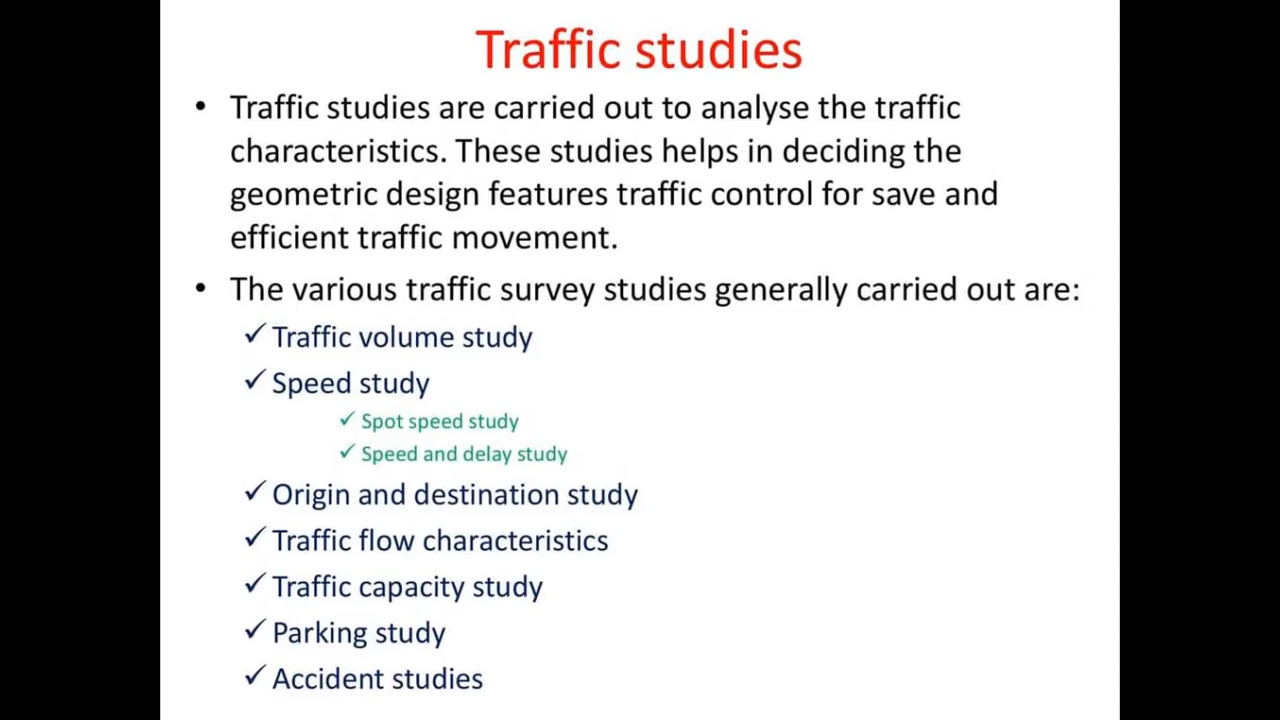 Traffic studies
• Traffic studies are carried out to analyse the traffic
characteristics. These studies helps in deciding the
geometric design features traffic control for save and
efficient traffic movement.
• The various traffic survey studies generally carried out are:
✓ Traffic volume study
✓ Speed study
✓ Spot speed study
✓ Speed and delay study
✓ Origin and destination study
✓ Traffic flow characteristics
✓ Traffic capacity study
✓ Parking study
✓ Accident studies